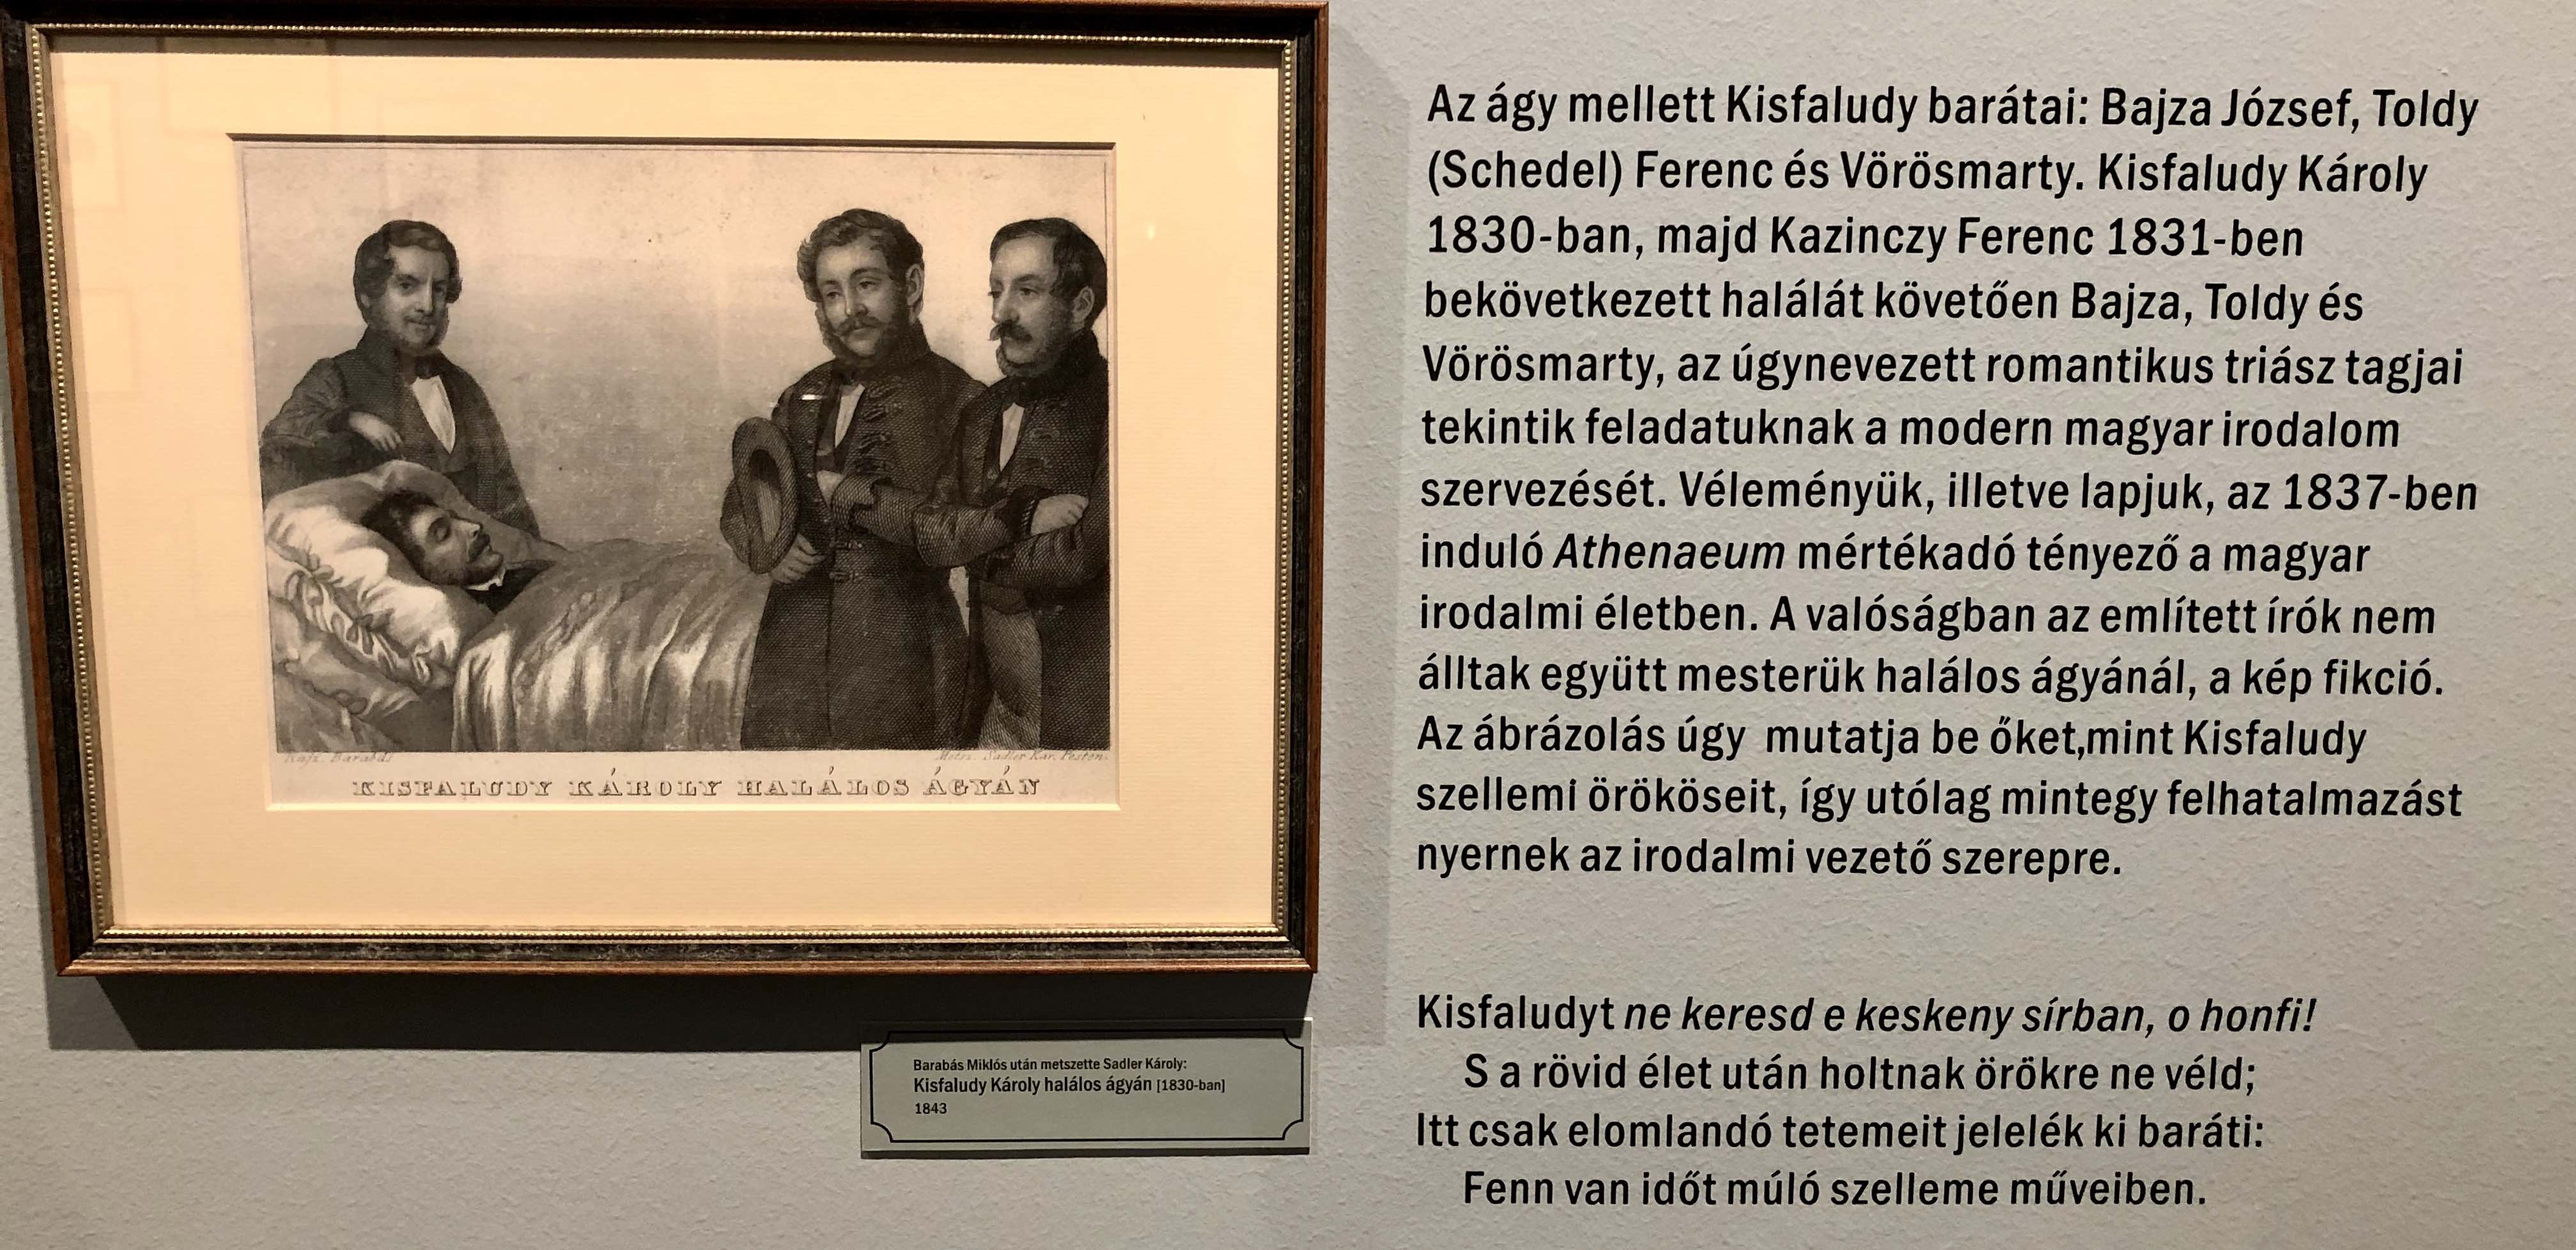 Rajz. Barabás
Metsz. Sadler Kár. Pesten.
KISFALUDY KÁROLY HALÁLOS ÁGYÁN
Barabás Miklós után metszette Sadler Károly:
Kisfaludy Károly halálos ágyán [1830-ban]
1843
Az ágy mellett Kisfaludy barátai: Bajza József, Toldy
(Schedel) Ferenc és Vörösmarty. Kisfaludy Károly
1830-ban, majd Kazinczy Ferenc 1831-ben
bekövetkezett halálát követően Bajza, Toldy és
Vörösmarty, az úgynevezett romantikus triász tagjai
tekintik feladatuknak a modern magyar irodalom
szervezését. Véleményük, illetve lapjuk, az 1837-ben
induló Athenaeum mértékadó tényező a magyar
irodalmi életben. A valóságban az említett írók nem
álltak együtt mesterük halálos ágyánál, a kép fikció.
Az ábrázolás úgy mutatja be őket,mint Kisfaludy
szellemi örököseit, így utólag mintegy felhatalmazást
nyernek az irodalmi vezető szerepre.
Kisfaludyt ne keresd e keskeny sírban, o honfi!
S a rövid élet után holtnak örökre ne véld;
Itt csak elomlandó tetemeit jelelék ki baráti:
Fenn van időt múló szelleme műveiben.